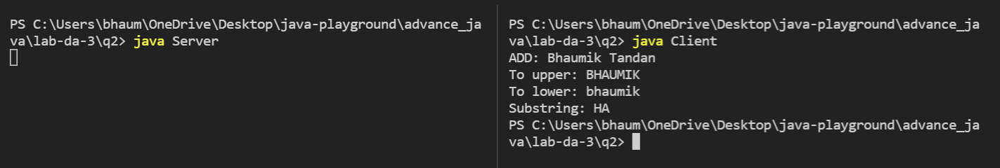 PS C:\Users\bhaum\OneDrive\Desktop\java-playground\advance_ja
va\lab-da-3\q2> java Server
PS C:\Users\bhaum\OneDrive\Desktop\java-playground\advance_ja
va\lab-da-3\q2> java Client
ADD: Bhaumik Tandan
To upper: BHAUMIK
To lower: bhaumik
Substring: HA
PS C:\Users\bhaum\OneDrive\Desktop\java-playground\advance_ja
va\lab-da-3\q2>